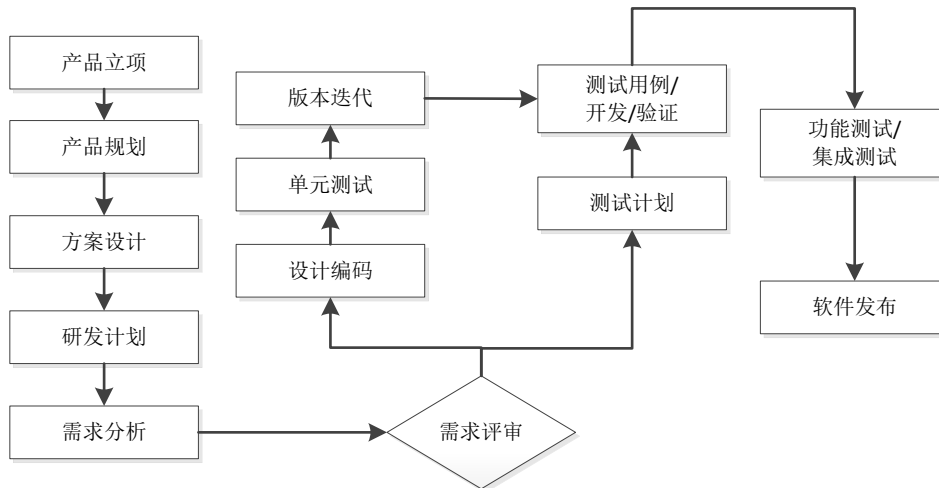 产品立项
产品规划
方案设计
研发计划
需求分析
版本迭代
单元测试
设计编码
需求评审
测试用例/
开发/验证
测试计划
功能测试/
集成测试
软件发布